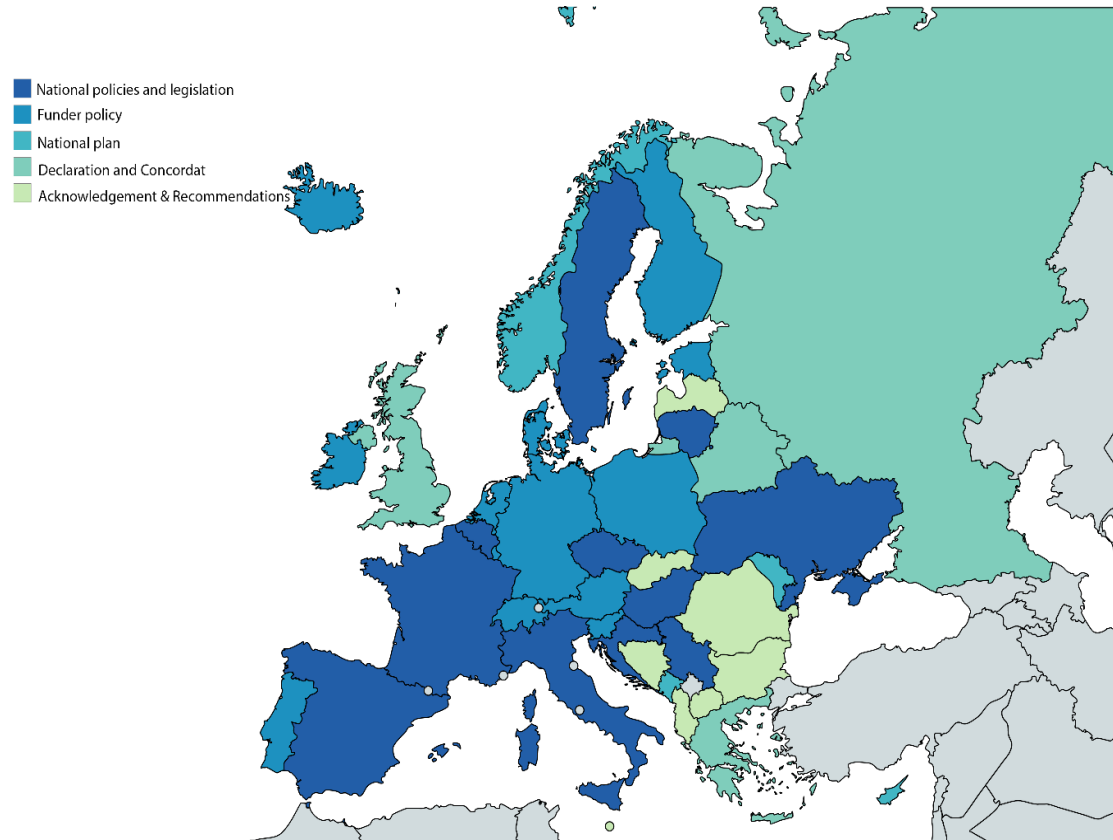 National policies and legislation
Funder policy
National plan
Declaration and Concordat
Acknowledgement & Recommendations